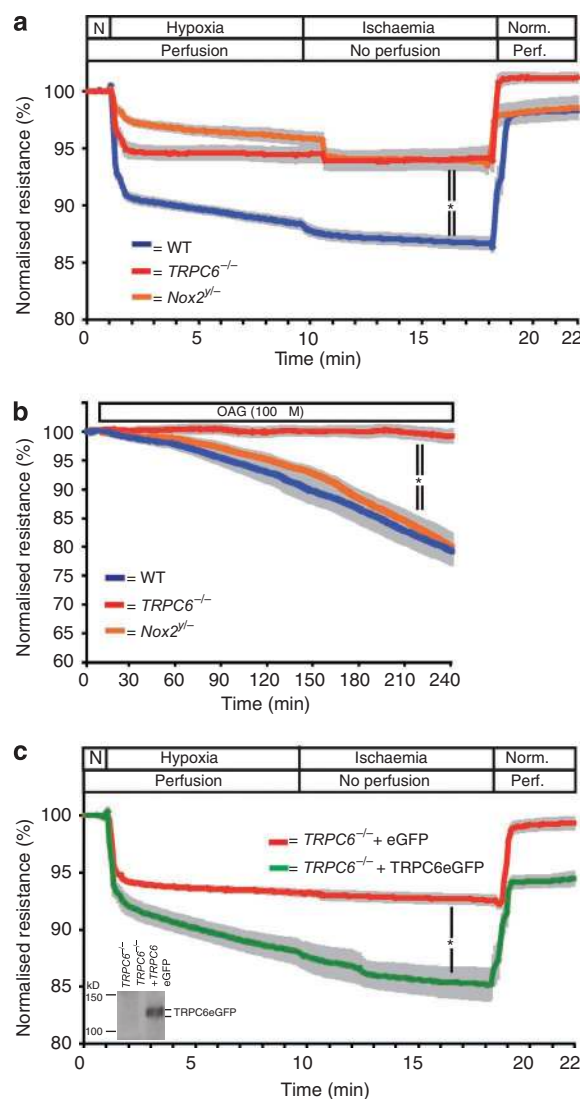 a
N Hypoxia Ischaemia Norm.
Perfusion No perfusion Perf.
Normalised resistance (%)
100
95
90
85
80
*
= WT
= TRPC6–/–
= Nox2y/–
0 5 10 15 20 22
Time (min)
b
OAG (100 M)
Normalised resistance (%)
100
95
90
85
80
75
70
65
60
*
= WT
= TRPC6–/–
= Nox2y/–
30 60 90 120 150 180 210 240
Time (min)
c
N Hypoxia Ischaemia Norm.
Perfusion No perfusion Perf.
Normalised resistance (%)
100
95
90
85
80
= TRPC6–/– + eGFP
= TRPC6–/– + TRPC6eGFP
*
TRPC6–/–
TRPC6–/–
+TRPC6
eGFP
kD
150
100
TRPC6eGFP
0 5 10 15 20 22
Time (min)